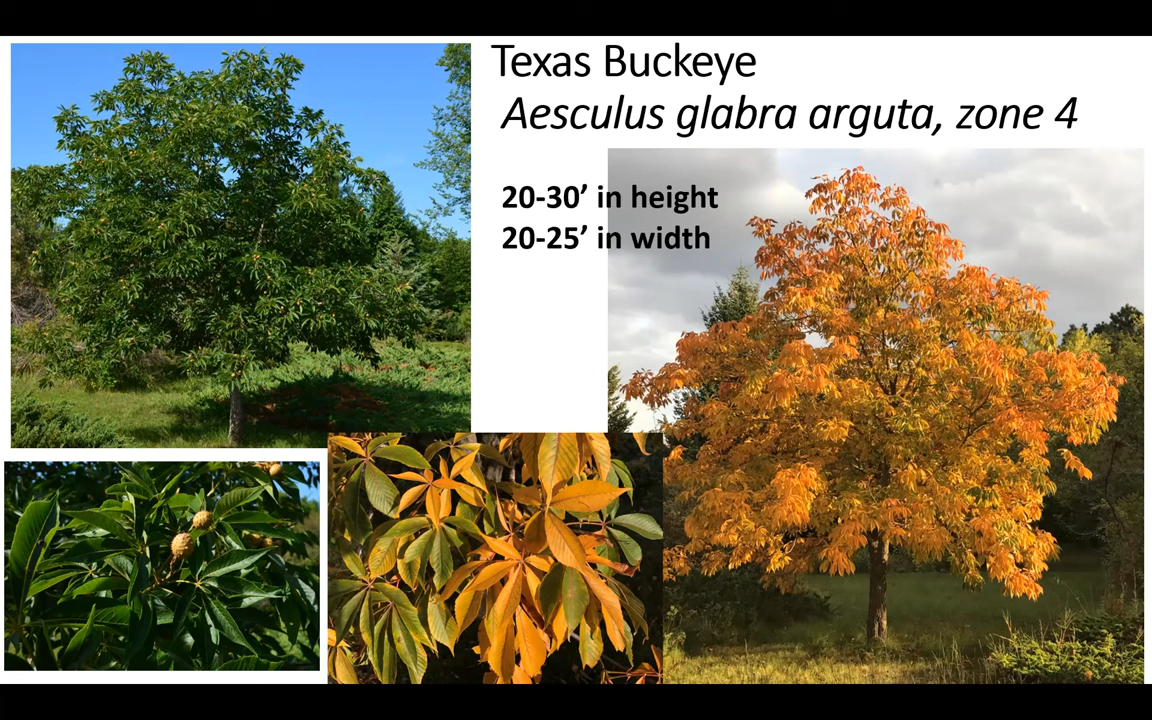 Texas Buckeye
Aesculus glabra arguta, zone 4
20-30’ in height
20-25’ in width